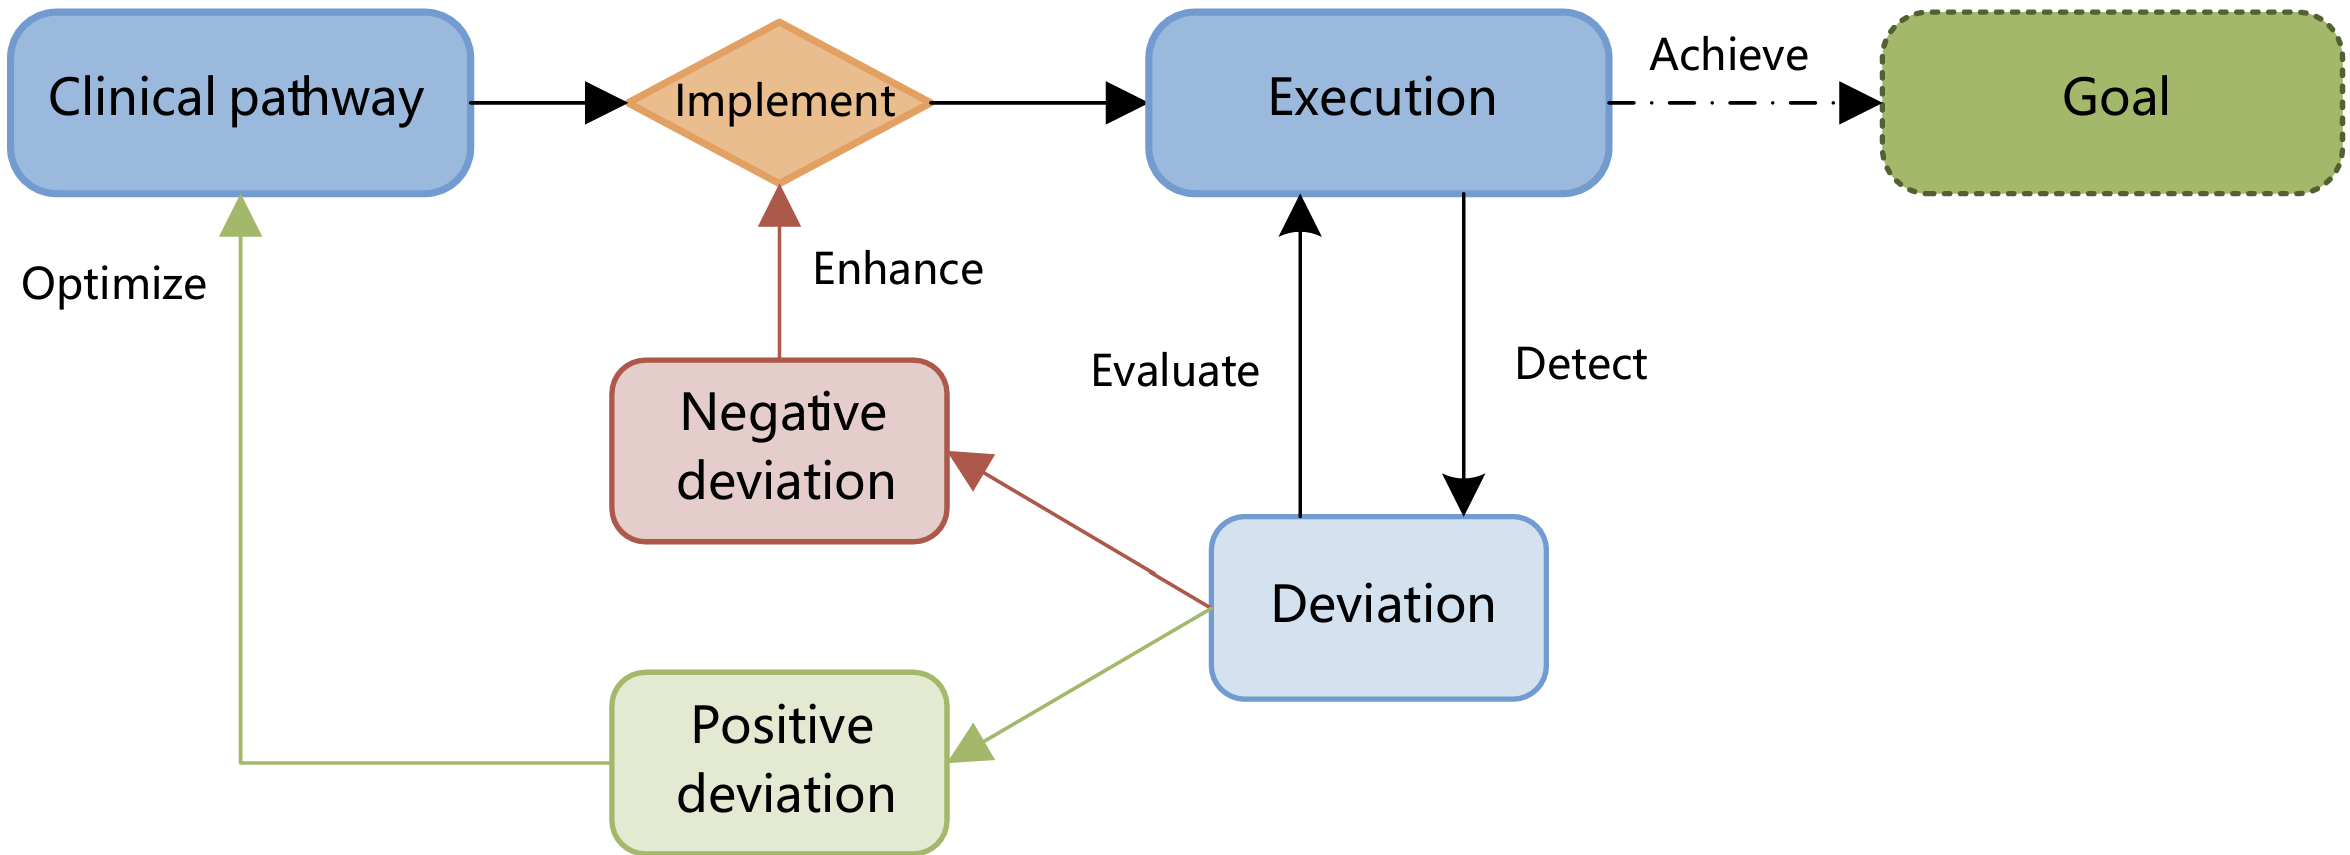 Clinical pathway
Implement
Execution
Achieve
Goal
Optimize
Enhance
Evaluate
Detect
Negative
deviation
Deviation
Positive
deviation